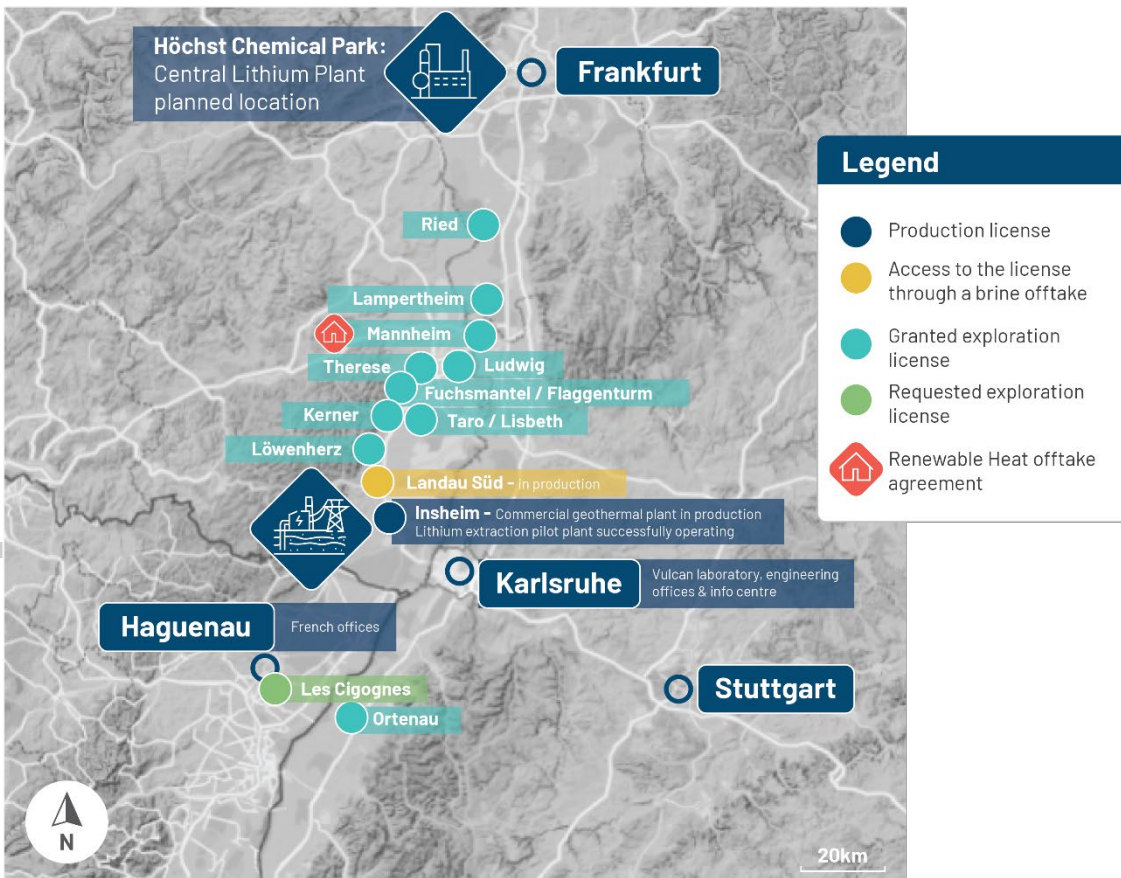 Höchst Chemical Park:
Central Lithium Plant
planned location
Frankfurt
Legend
Production license
Access to the license
through a brine offtake
Granted exploration
license
Requested exploration
license
Renewable Heat offtake
agreement
Ried
Lampertheim
Mannheim
Therese
Ludwig
Fuchsmantel / Flaggenturm
Kerner
Taro / Lisbeth
Löwenherz
Landau Süd - in production
Insheim - Commercial geothermal plant in production
Lithium extraction pilot plant successfully operating
Karlsruhe
Vulcan laboratory, engineering
offices & info centre
Haguenau
French offices
Les Cigognes
Ortenau
Stuttgart
N
20km